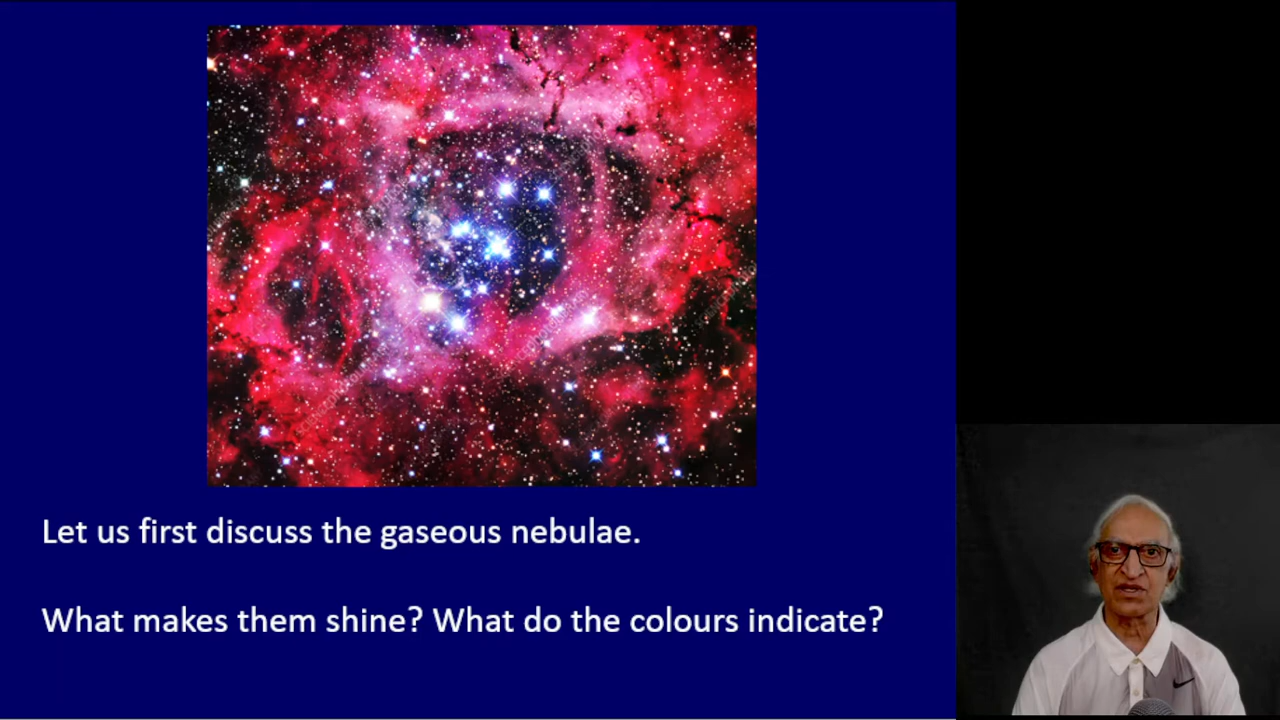 Let us first discuss the gaseous nebulae.
What makes them shine? What do the colours indicate?